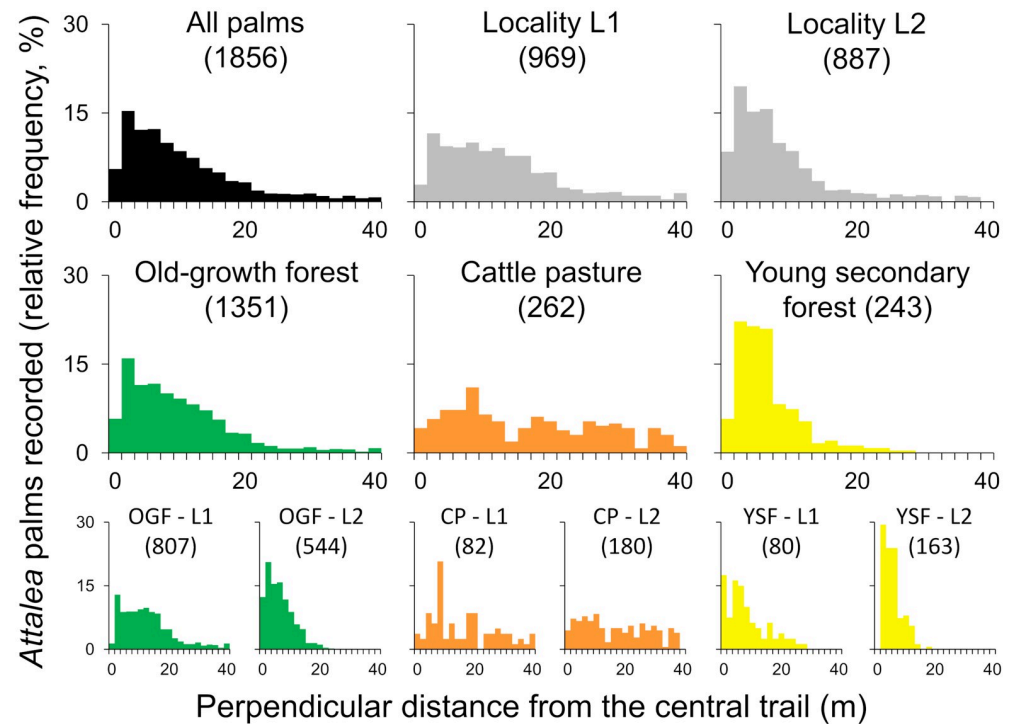 Attalea palms recorded (relative frequency, %)
All palms
(1856)
Locality L1
(969)
Locality L2
(887)
30
15
0
0 20 40
0 20 40
0 20 40
Old-growth forest
(1351)
Cattle pasture
(262)
Young secondary
forest (243)
30
15
0
0 20 40
0 20 40
0 20 40
OGF - L1
(807)
OGF - L2
(544)
CP - L1
(82)
CP - L2
(180)
YSF - L1
(80)
YSF - L2
(163)
30
15
0
0 20 40
0 20 40
0 20 40
0 20 40
0 20 40
0 20 40
Perpendicular distance from the central trail (m)